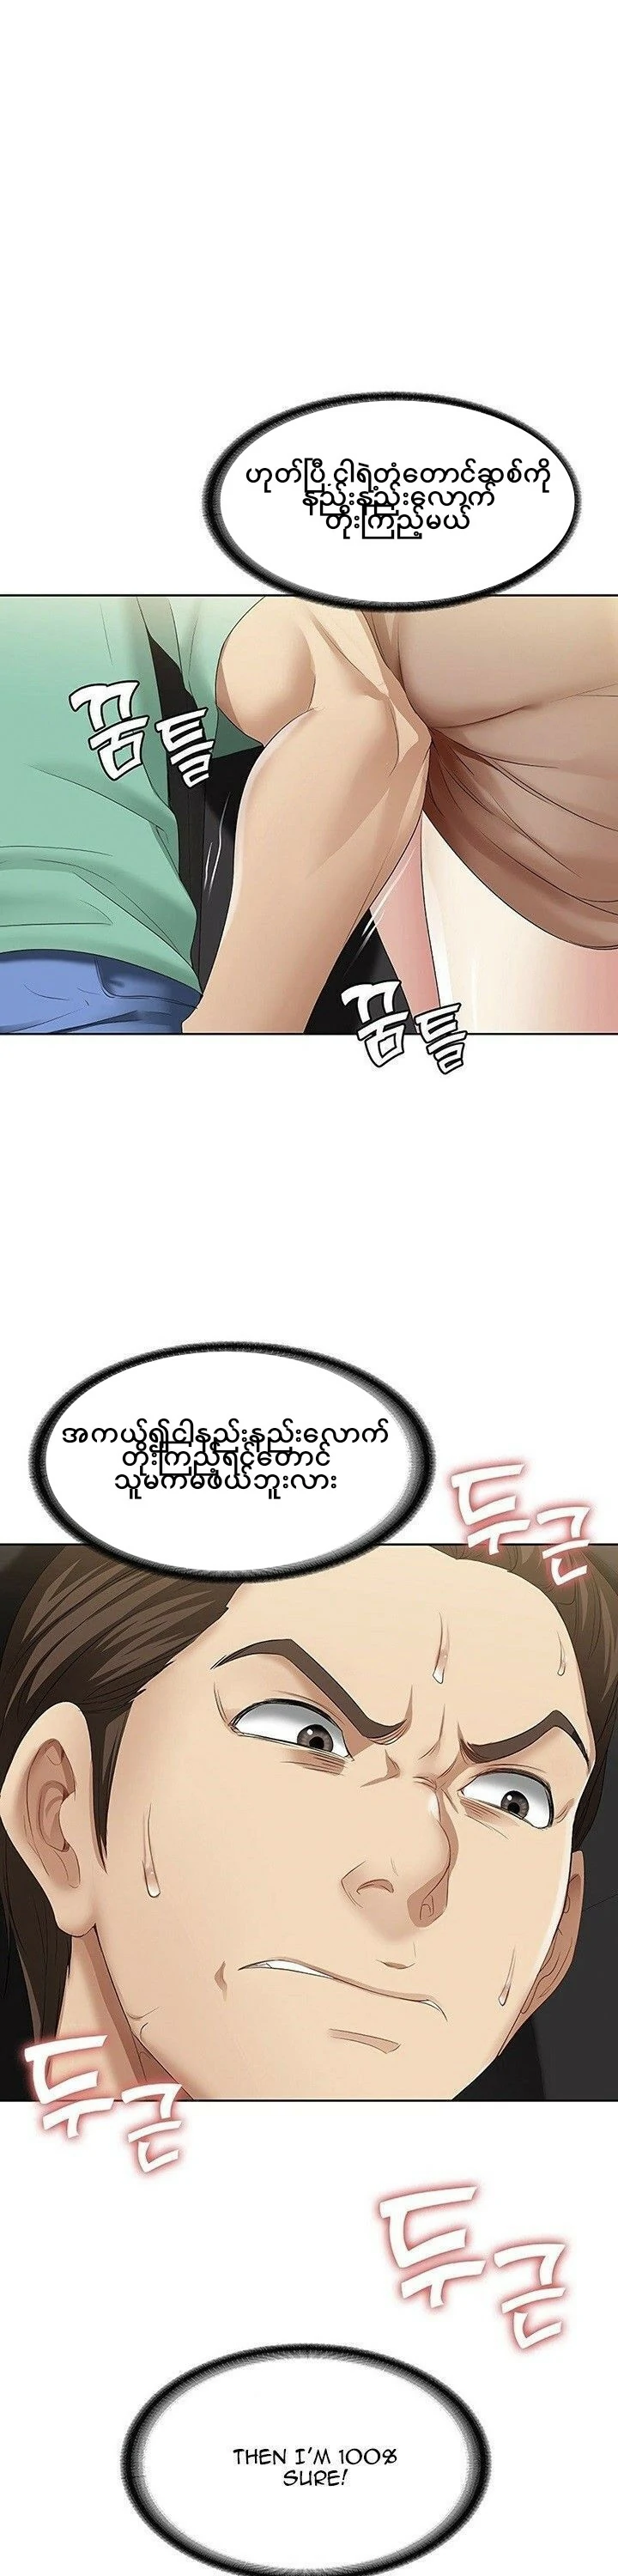 ဟုတ်ပြီ ငါရဲ့တံတောင်ဆစ်ကို
နည်းနည်းလောက်
တိုးကြည့်မယ်
꿈틀
꿈틀
အကယ်၍ငါနည်းနည်းလောက်
တိုးကြည့်ရင်တောင်
သူမကမဖယ်ဘူးလား
두근
두근
두근
THEN I'M 100%
SURE!